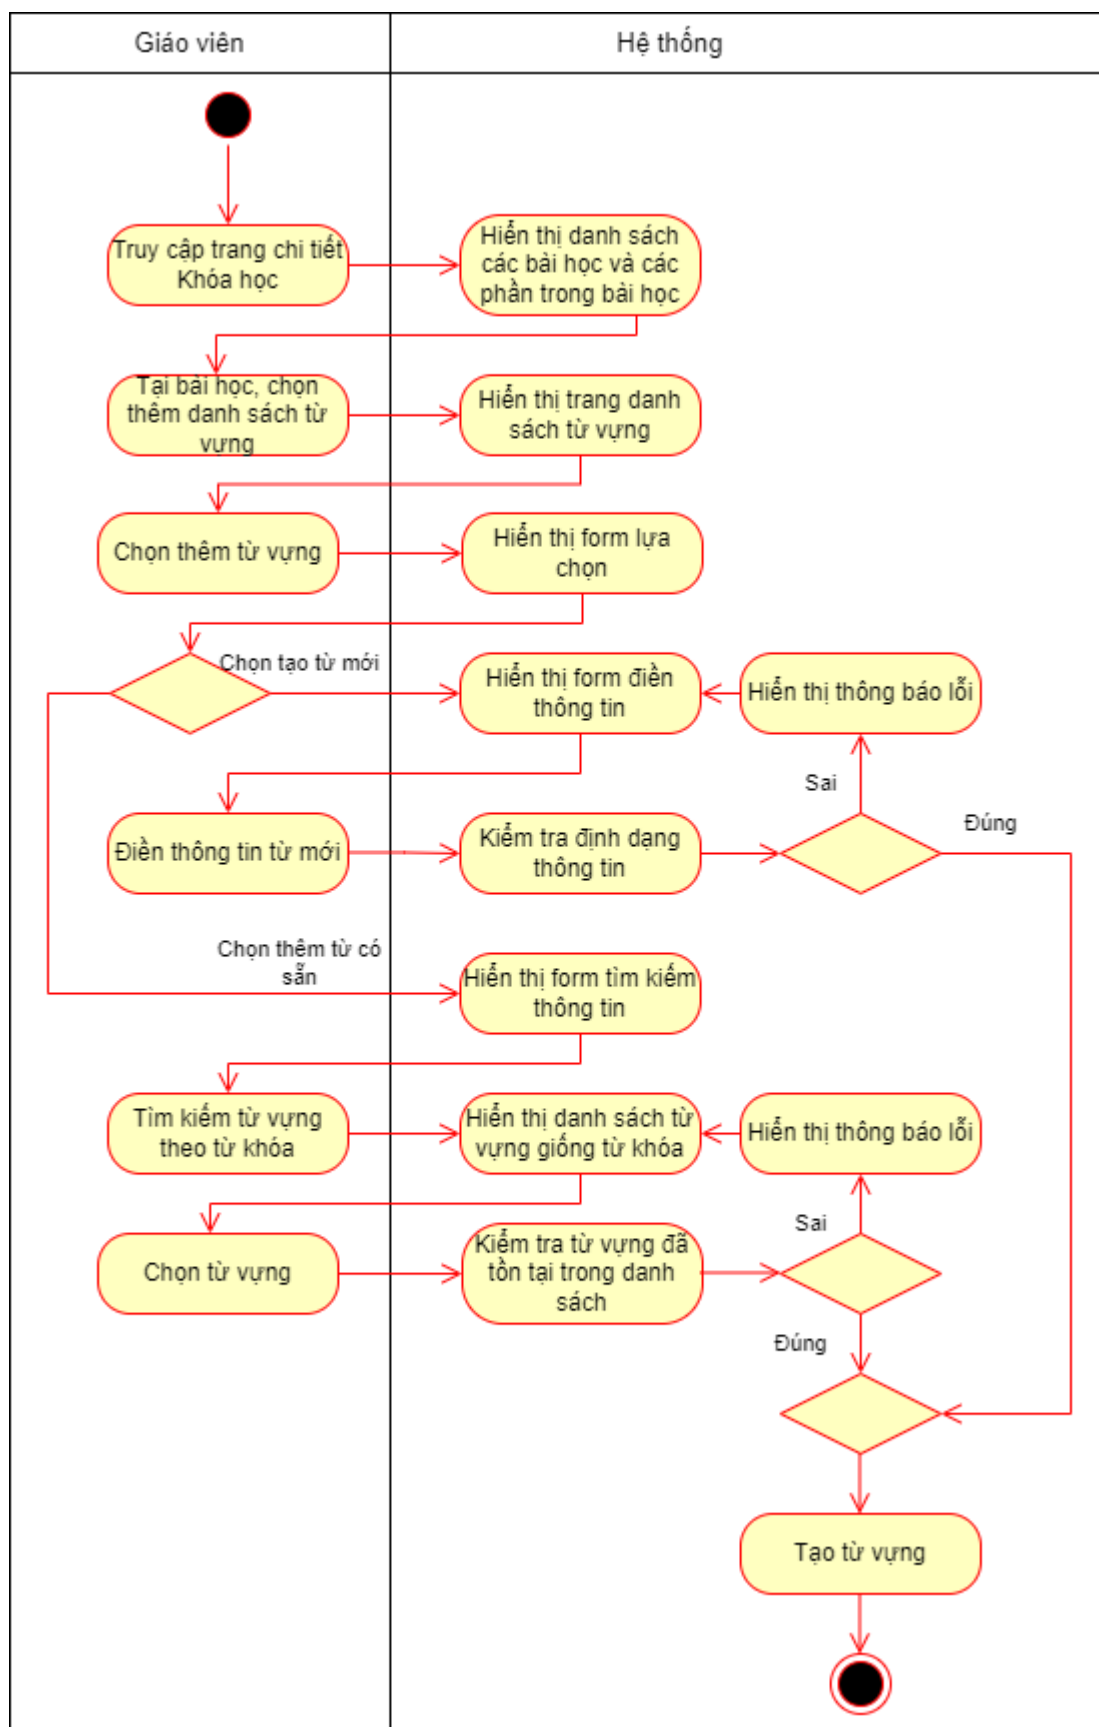 Giáo viên
Hệ thống
Truy cập trang chi tiết
Khóa học
Hiển thị danh sách
các bài học và các
phần trong bài học
Tại bài học, chọn
thêm danh sách từ
vựng
Hiển thị trang danh
sách từ vựng
Chọn thêm từ vựng
Hiển thị form lựa
chọn
Chọn tạo từ mới
Hiển thị form điền
thông tin
Hiển thị thông báo lỗi
Sai
Đúng
Điền thông tin từ mới
Kiểm tra định dạng
thông tin
Chọn thêm từ có
sẵn
Hiển thị form tìm kiếm
thông tin
Tìm kiếm từ vựng
theo từ khóa
Hiển thị danh sách từ
vựng giống từ khóa
Hiển thị thông báo lỗi
Sai
Chọn từ vựng
Kiểm tra từ vựng đã
tồn tại trong danh
sách
Đúng
Tạo từ vựng